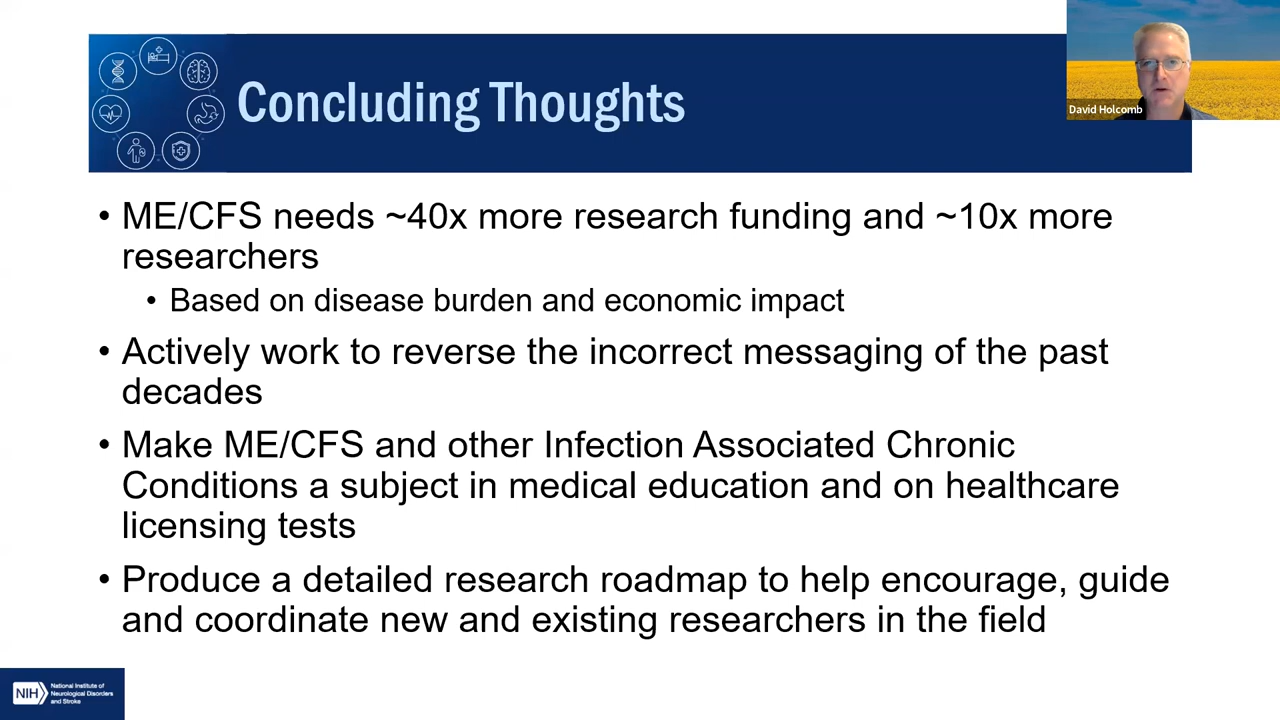 Concluding Thoughts
David Holcomb
• ME/CFS needs ~40x more research funding and ~10x more
researchers
• Based on disease burden and economic impact
• Actively work to reverse the incorrect messaging of the past
decades
• Make ME/CFS and other Infection Associated Chronic
Conditions a subject in medical education and on healthcare
licensing tests
• Produce a detailed research roadmap to help encourage, guide
and coordinate new and existing researchers in the field
NIH
National Institute of
Neurological Disorders
and Stroke